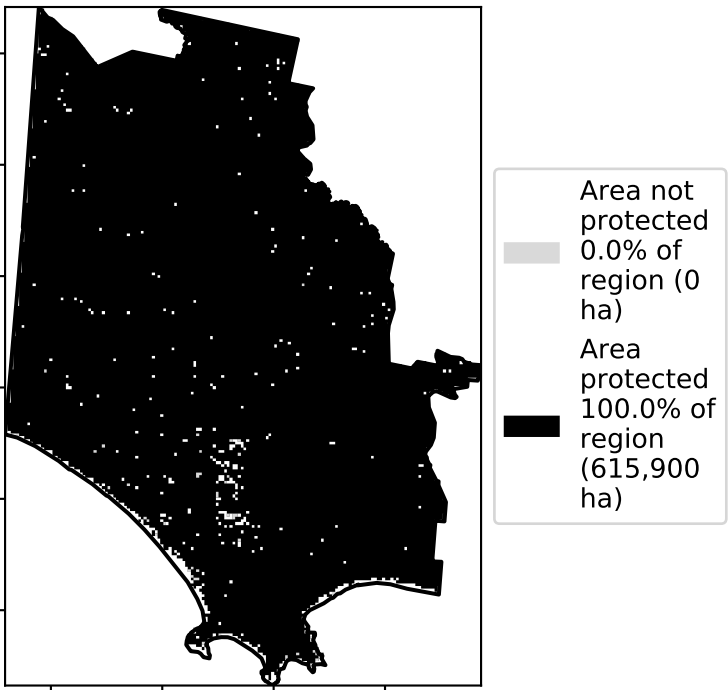 Area not
protected
0.0% of
region (0
ha)
Area
protected
100.0% of
region
(615,900
ha)